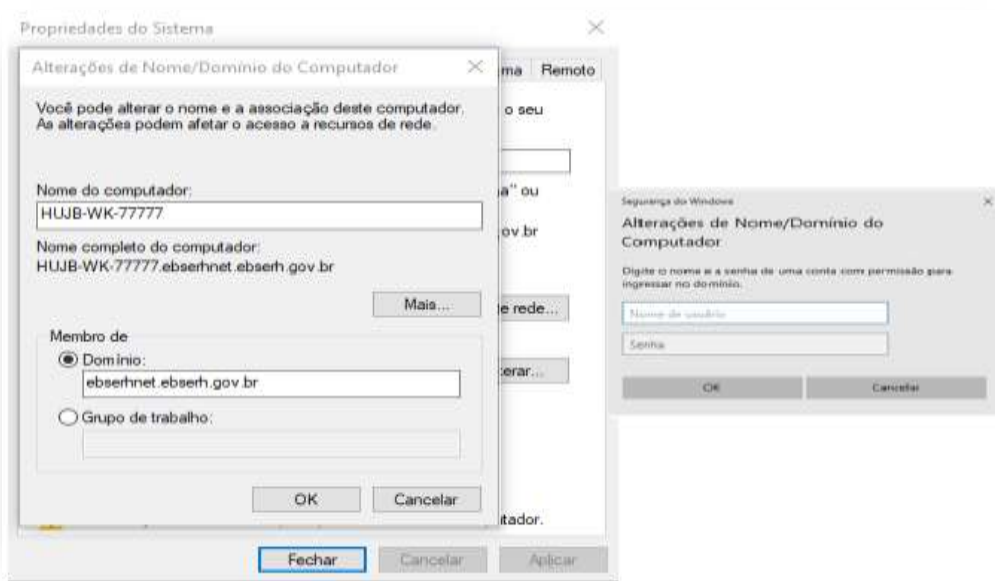 Propriedades do Sistema
Alterações de Nome/Domínio do Computador
ma Remoto
Você pode alterar o nome e a associação deste computador.
As alterações podem afetar o acesso a recursos de rede.
o seu
Nome do computador:
a" ou
HUJB-WK-77777
ov.br
Nome completo do computador:
HUJB-WK-77777.ebserhnet.ebserh.gov.br
Mais...
e rede...
Membro de
Domínio:
erar...
ebserhnet.ebserh.gov.br
Grupo de trabalho:
OK Cancelar
itador.
Fechar Cancelar Aplicar
Segurança do Windows
Alterações de Nome/Domínio do
Computador
Digite o nome e a senha de uma conta com permissão para
ingressar no domínio.
Nome de usuário
Senha
OK Cancelar